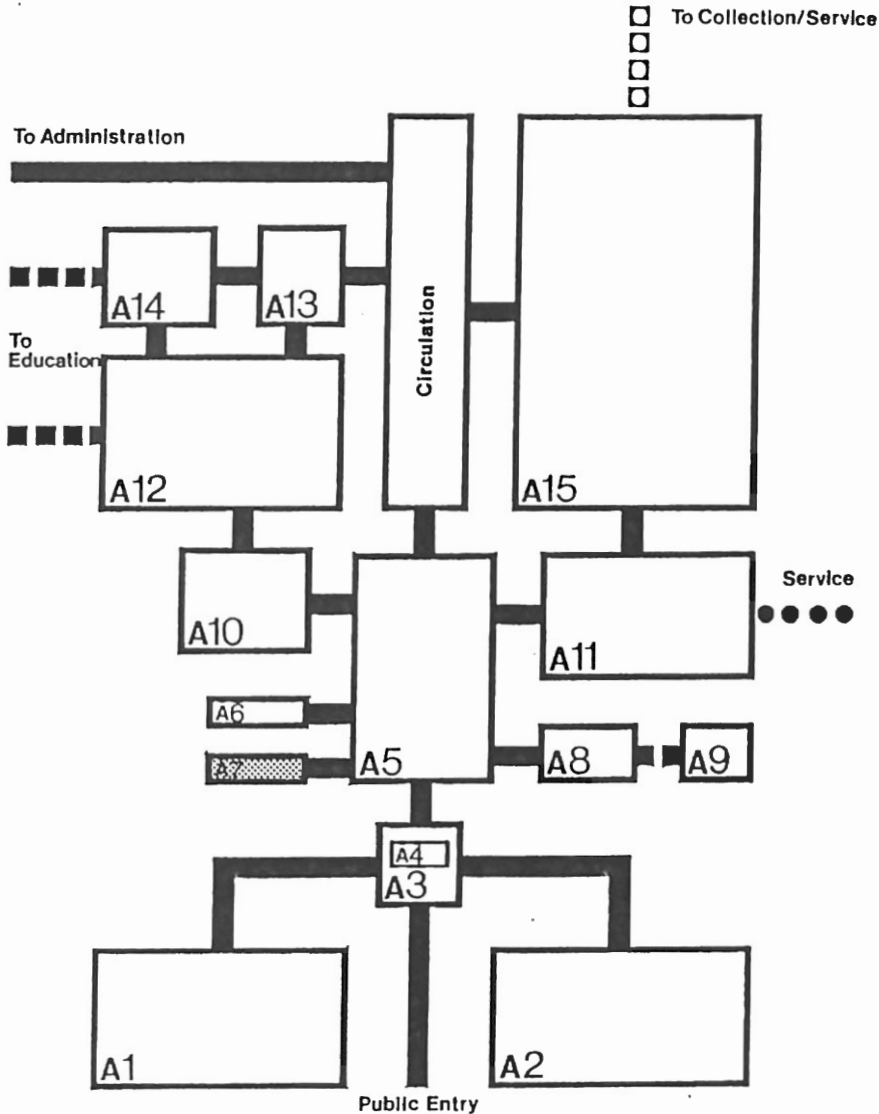 To Collection/Service
To Administration
A14
A13
Circulation
To
Education
A12
A15
Service
A10
A11
A6
A7
A5
A8
A9
A4
A3
A1
A2
Public Entry